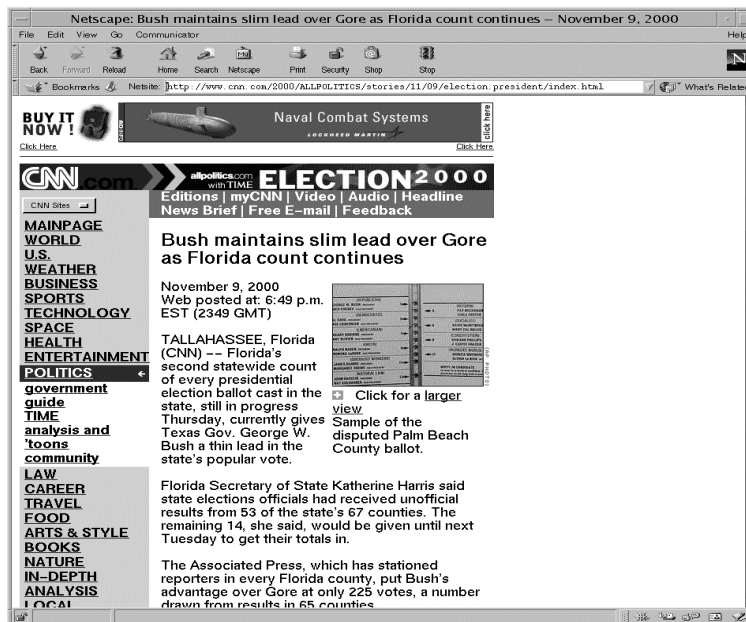 Netscape: Bush maintains slim lead over Gore as Florida count continues – November 9, 2000
File Edit View Go Communicator Help
Back Forward Reload Home Search Netscape Print Security Shop Stop N
Bookmarks Netsite: http://www.cnn.com/2000/ALLPOLITICS/stories/11/09/election.president/index.html What's Relate
BUY IT
NOW!
Naval Combat Systems
LOCKHEED MARTIN
click here
Click Here Click Here
CNN.com allpolitics.com
with TIME
ELECTION 2000
CNN Sites
Editions | myCNN | Video | Audio | Headline
News Brief | Free E–mail | Feedback
MAINPAGE
WORLD
U.S.
WEATHER
BUSINESS
SPORTS
TECHNOLOGY
SPACE
HEALTH
ENTERTAINMENT
POLITICS
government
guide
TIME
analysis and
'toons
community
LAW
CAREER
TRAVEL
FOOD
ARTS & STYLE
BOOKS
NATURE
IN–DEPTH
ANALYSIS
LOCAL
Bush maintains slim lead over Gore
as Florida count continues
November 9, 2000
Web posted at: 6:49 p.m.
EST (2349 GMT)
TALLAHASSEE, Florida
(CNN) –– Florida's
second statewide count
of every presidential
election ballot cast in the
state, still in progress
Thursday, currently gives
Texas Gov. George W.
Bush a thin lead in the
state's popular vote.
Click for a larger
view
Sample of the
disputed Palm Beach
County ballot.
Florida Secretary of State Katherine Harris said
state elections officials had received unofficial
results from 53 of the state's 67 counties. The
remaining 14, she said, would be given until next
Tuesday to get their totals in.
The Associated Press, which has stationed
reporters in every Florida county, put Bush's
advantage over Gore at only 225 votes, a number
drawn from results in 65 counties.